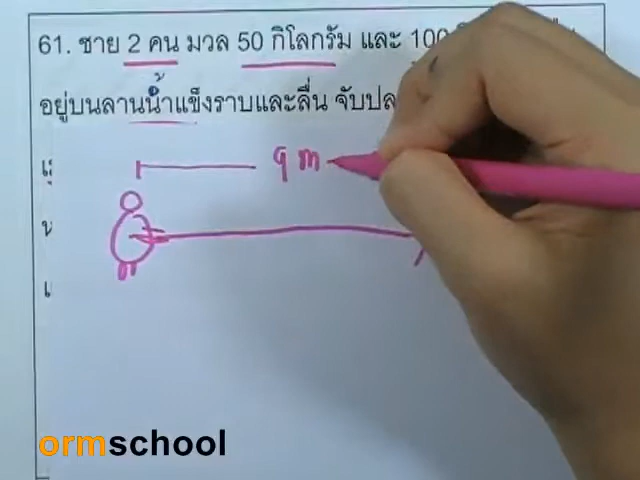 61. ชาย 2 คน มวล 50 กิโลกรัม และ 100
อยู่บนลานน้ำแข็งราบและลื่น จับปล
9 m
ormschool